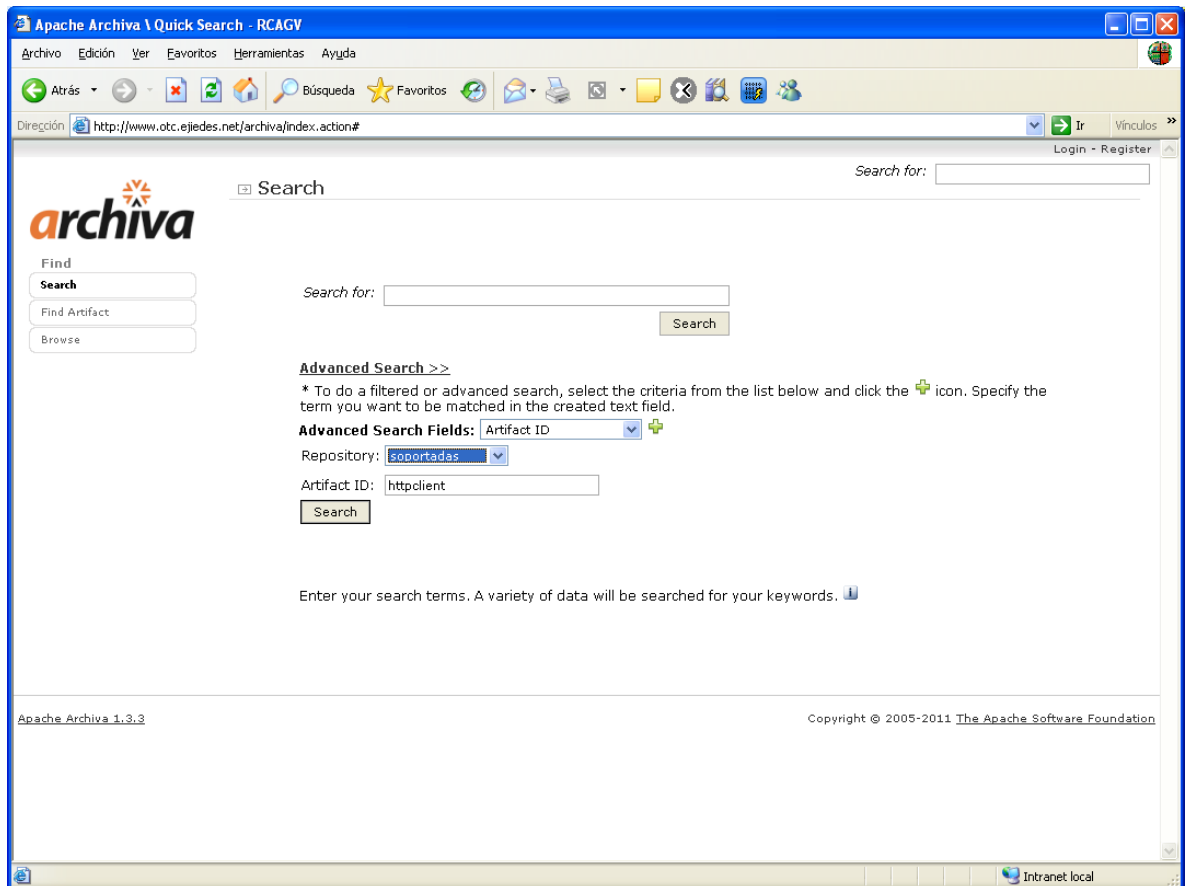 Apache Archiva \ Quick Search - RCAGV
Archivo Edición Ver Favoritos Herramientas Ayuda
Atrás Búsqueda Favoritos
Dirección http://www.otc.ejiedes.net/archiva/index.action# Ir Vínculos »
Login - Register
Search for:
archiva
Search
Find
Search
Find Artifact
Browse
Search for:
Search
Advanced Search >>
* To do a filtered or advanced search, select the criteria from the list below and click the icon. Specify the
term you want to be matched in the created text field.
Advanced Search Fields: Artifact ID
Repository: soportadas
Artifact ID: httpclient
Search
Enter your search terms. A variety of data will be searched for your keywords.
Apache Archiva 1.3.3 Copyright © 2005-2011 The Apache Software Foundation
Intranet local